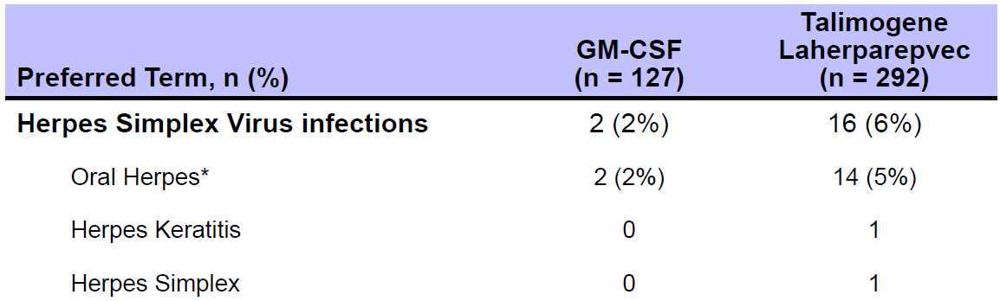 Preferred Term, n (%) GM-CSF (n = 127) Talimogene Laherparepvec (n = 292)
Herpes Simplex Virus infections 2 (2%) 16 (6%)
Oral Herpes* 2 (2%) 14 (5%)
Herpes Keratitis 0 1
Herpes Simplex 0 1